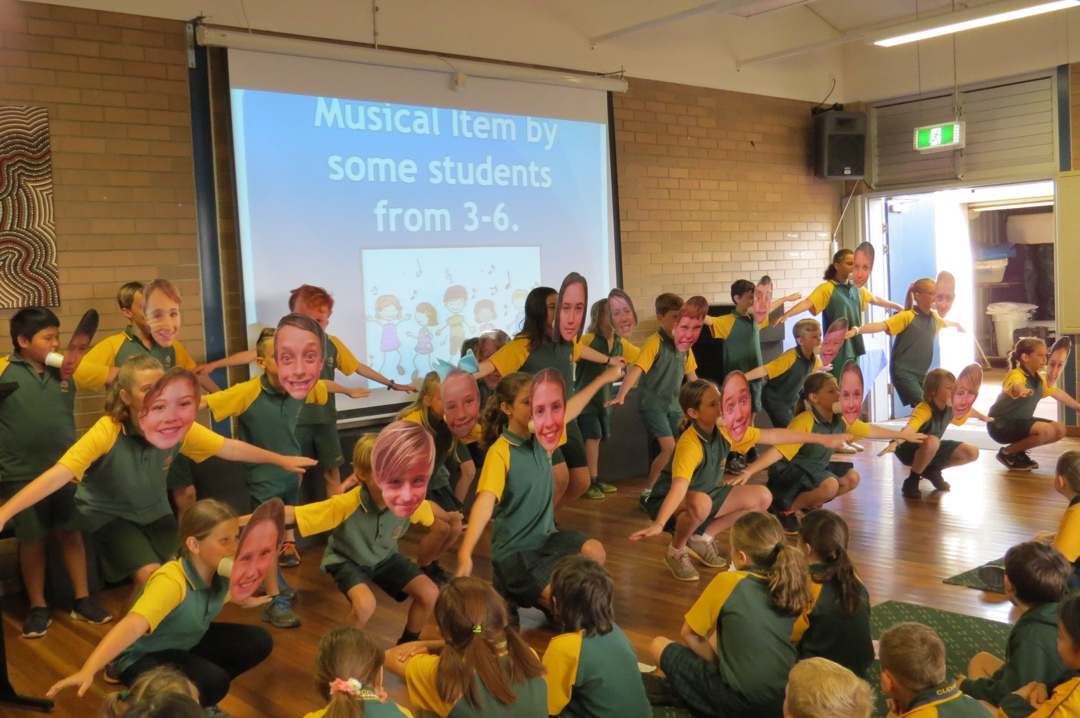 Musical Item by
some students
from 3-6.